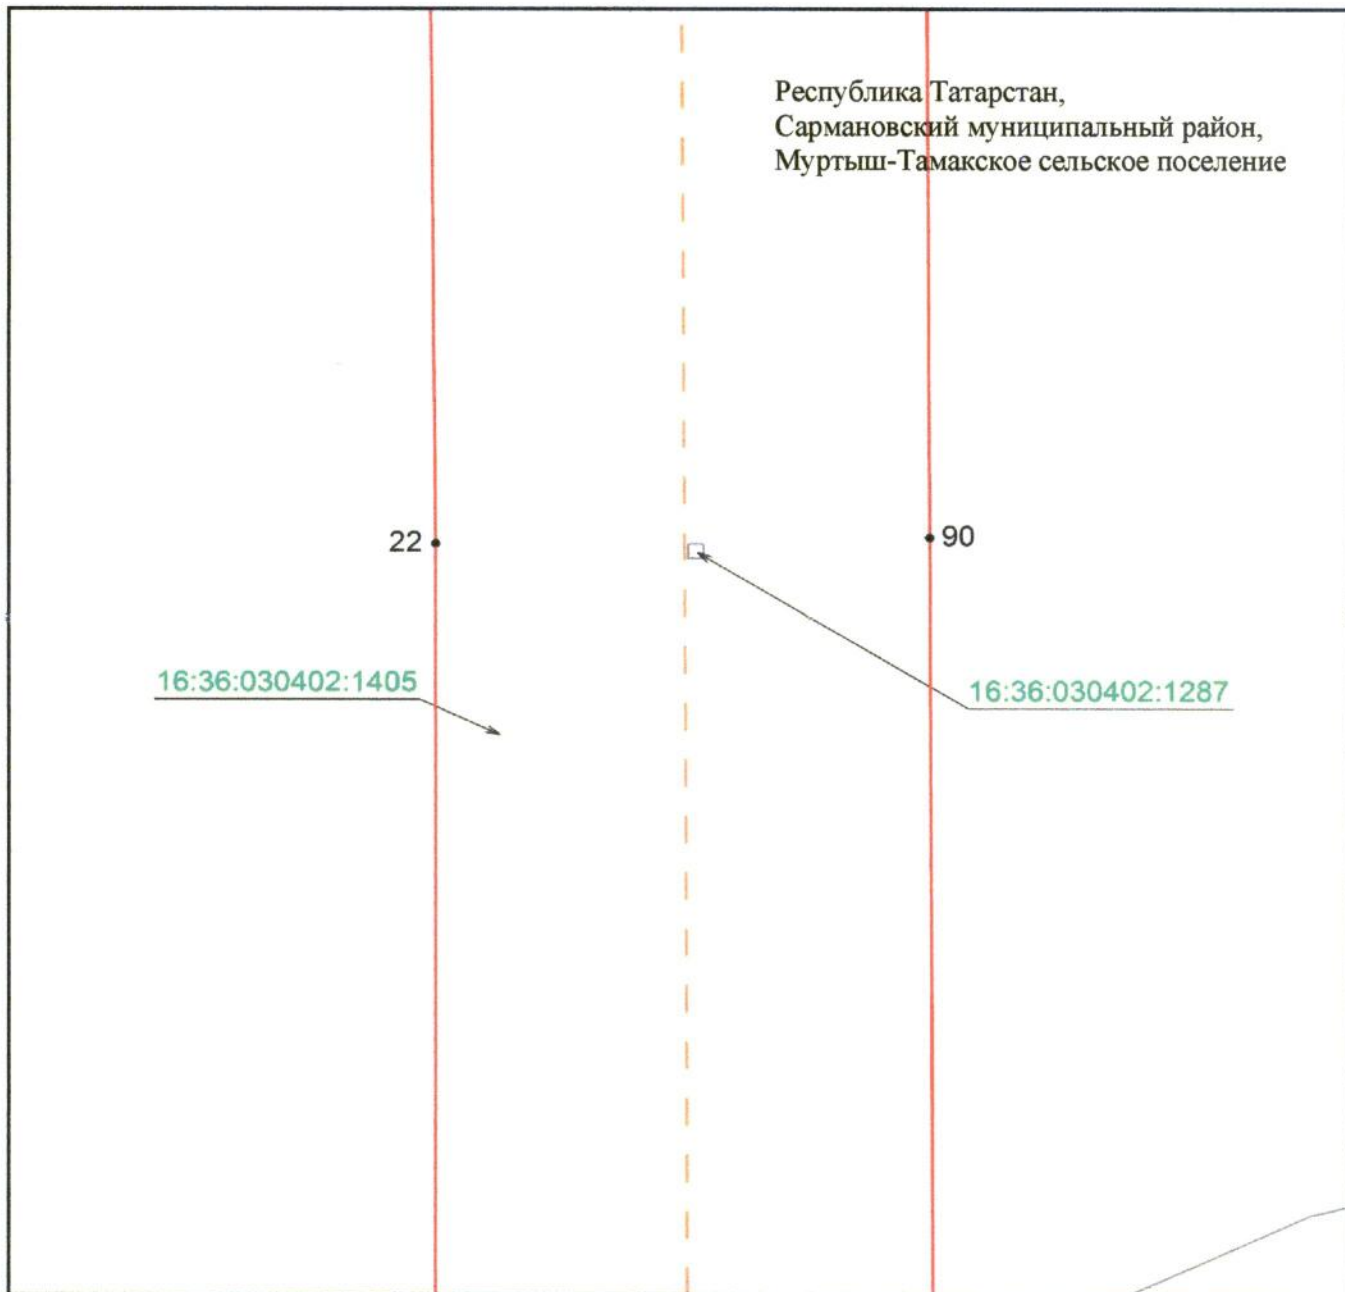 Республика Татарстан,
Сармановский муниципальный район,
Муртыш-Тамакское сельское поселение
22
90
16:36:030402:1405
16:36:030402:1287